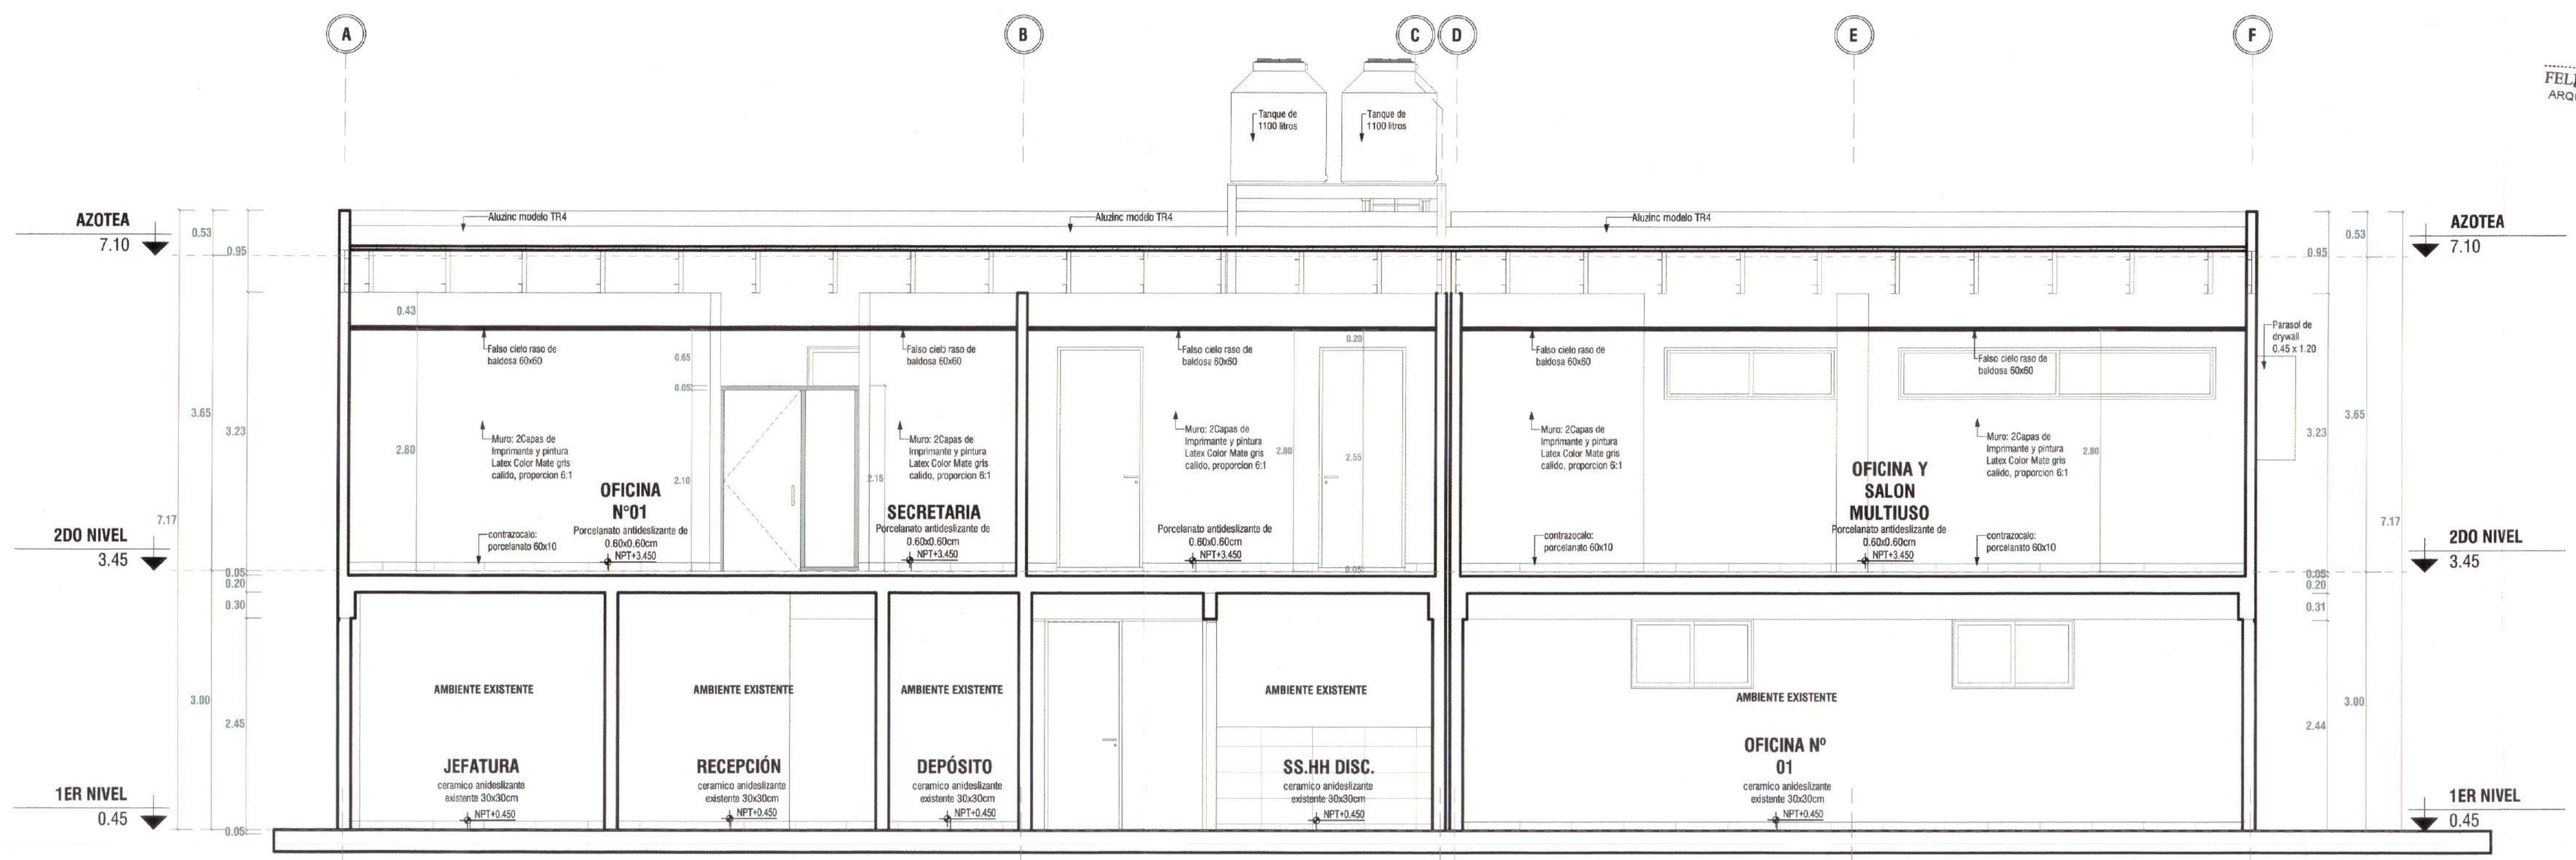 A
B
C
D
E
F
Tanque de
1100 litros
Tanque de
1100 litros
AZOTEA
7.10
0.53
0.95
Aluzinc modelo TR4
Aluzinc modelo TR4
Aluzinc modelo TR4
0.95
0.53
AZOTEA
7.10
0.43
Falso cielo raso de
baldosa 60x60
0.65
0.05
Falso cielo raso de
baldosa 60x60
Falso cielo raso de
baldosa 60x60
0.20
Falso cielo raso de
baldosa 60x60
Falso cielo raso de
baldosa 60x60
Parasol de
drywall
0.45 x 1.20
3.65
3.23
2.80
Muro: 2Capas de
Imprimante y pintura
Latex Color Mate gris
calido, proporcion 6:1
2.10
2.15
Muro: 2Capas de
Imprimante y pintura
Latex Color Mate gris
calido, proporcion 6:1
Muro: 2Capas de
Imprimante y pintura
Latex Color Mate gris
calido, proporcion 6:1
2.80
2.55
Muro: 2Capas de
Imprimante y pintura
Latex Color Mate gris
calido, proporcion 6:1
Muro: 2Capas de
Imprimante y pintura
Latex Color Mate gris
calido, proporcion 6:1
2.80
3.23
3.65
7.17
7.17
OFICINA
N°01
Porcelanato antideslizante de
0.60x0.60cm
NPT+3.450
SECRETARIA
Porcelanato antideslizante de
0.60x0.60cm
NPT+3.450
Porcelanato antideslizante de
0.60x0.60cm
NPT+3.450
OFICINA Y
SALON
MULTIUSO
Porcelanato antideslizante de
0.60x0.60cm
NPT+3.450
contrazocalo:
porcelanato 60x10
contrazocalo:
porcelanato 60x10
contrazocalo:
porcelanato 60x10
2DO NIVEL
3.45
2DO NIVEL
3.45
0.05
0.20
0.30
0.05
0.05
0.20
0.31
3.00
2.45
AMBIENTE EXISTENTE
AMBIENTE EXISTENTE
AMBIENTE EXISTENTE
AMBIENTE EXISTENTE
AMBIENTE EXISTENTE
3.00
2.44
JEFATURA
ceramico anideslizante
existente 30x30cm
NPT+0.450
RECEPCIÓN
ceramico anideslizante
existente 30x30cm
NPT+0.450
DEPÓSITO
ceramico anideslizante
existente 30x30cm
NPT+0.450
SS.HH DISC.
ceramico anideslizante
existente 30x30cm
NPT+0.450
OFICINA Nº
01
ceramico anideslizante
existente 30x30cm
NPT+0.450
1ER NIVEL
0.45
0.05
1ER NIVEL
0.45